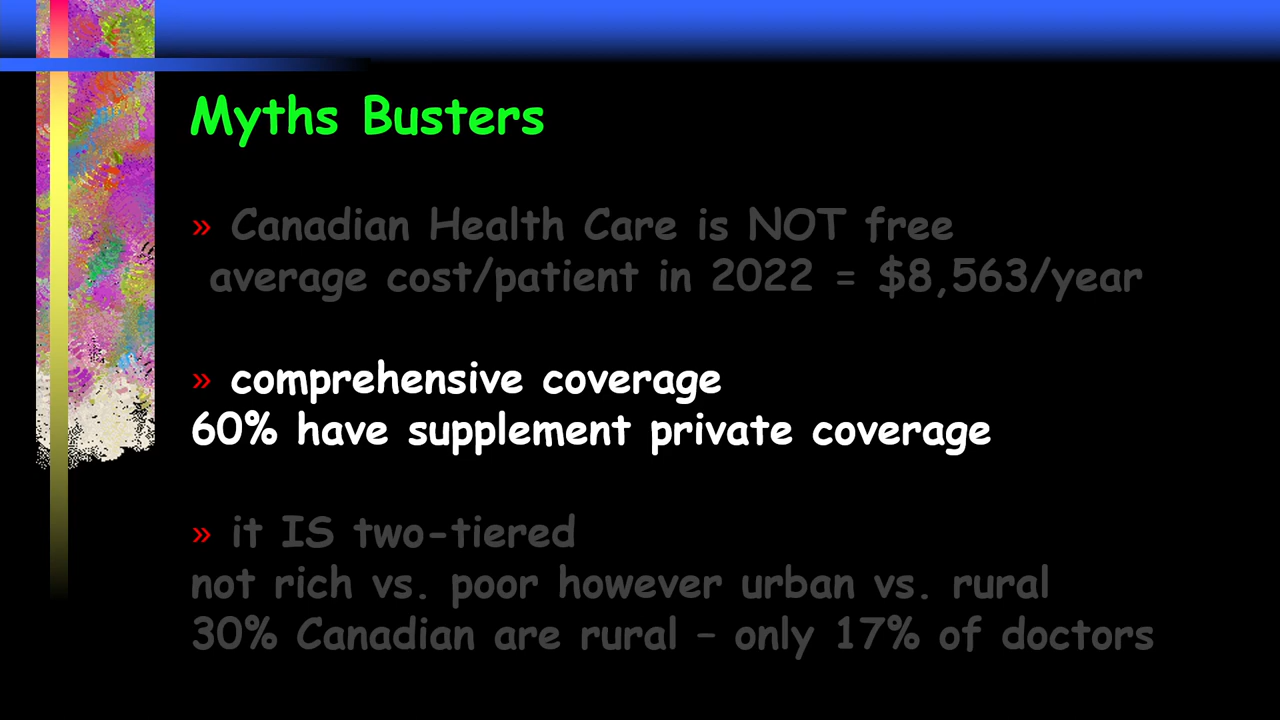 Myths Busters
» Canadian Health Care is NOT free
average cost/patient in 2022 = $8,563/year
» comprehensive coverage
60% have supplement private coverage
» it IS two-tiered
not rich vs. poor however urban vs. rural
30% Canadian are rural – only 17% of doctors